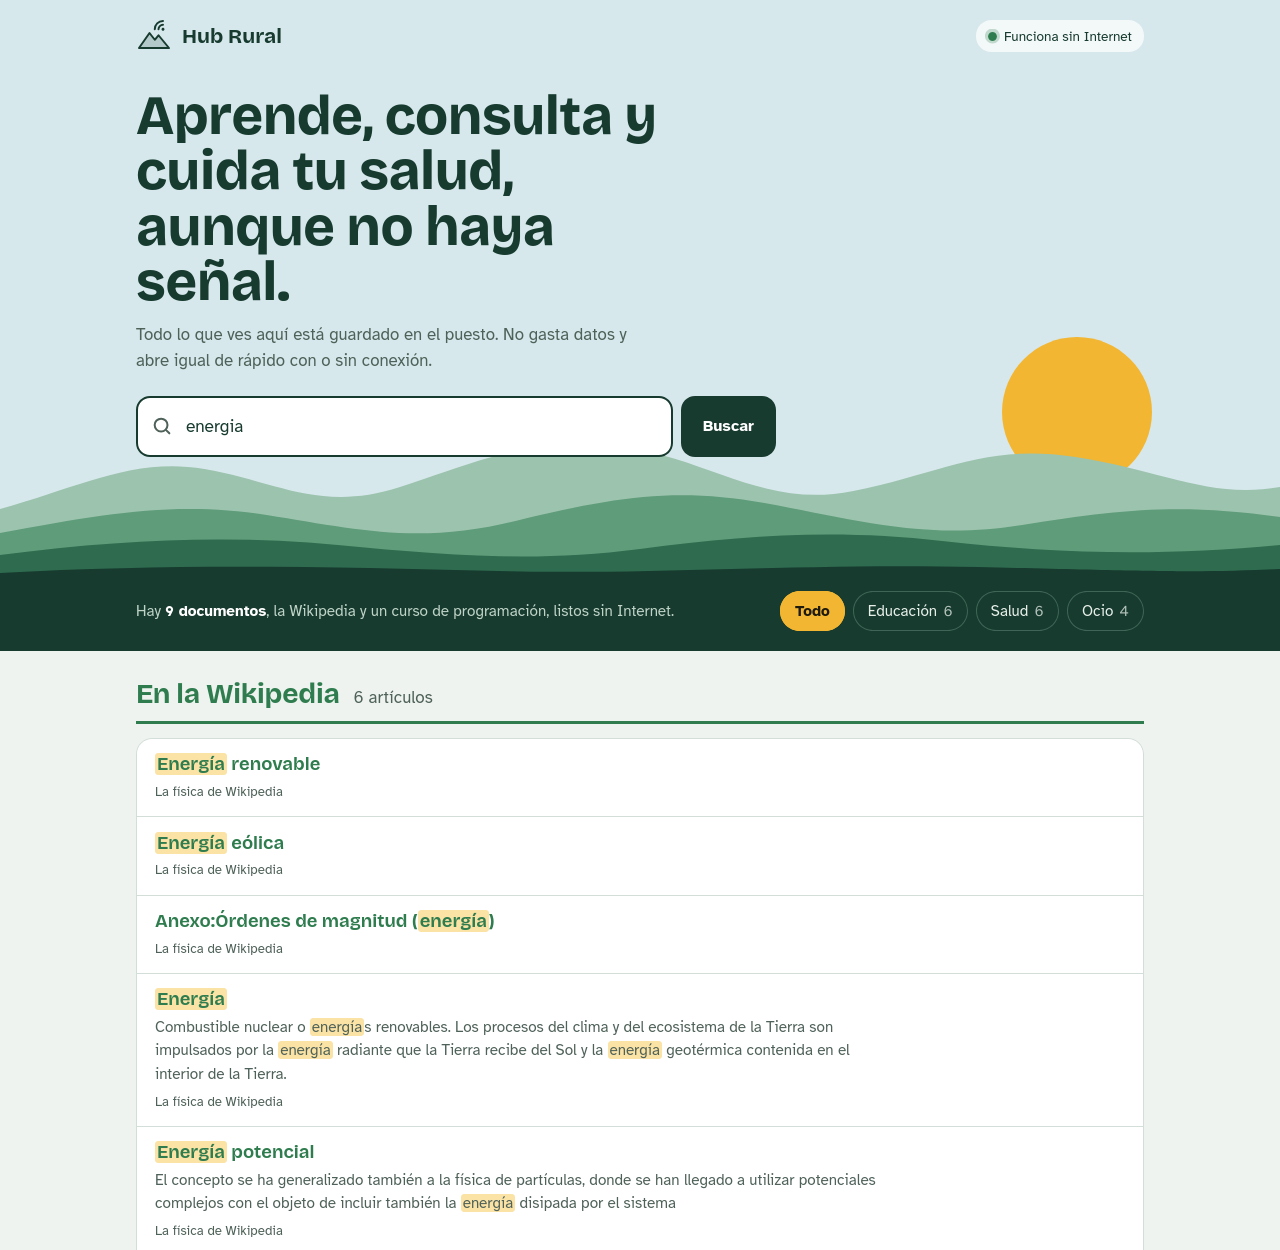 Hub Rural
Funciona sin Internet
Aprende, consulta y
cuida tu salud,
aunque no haya
señal.
Todo lo que ves aquí está guardado en el puesto. No gasta datos y
abre igual de rápido con o sin conexión.
energia
Buscar
Hay 9 documentos, la Wikipedia y un curso de programación, listos sin Internet.
Todo
Educación 6
Salud 6
Ocio 4
En la Wikipedia 6 artículos
Energía renovable
La física de Wikipedia
Energía eólica
La física de Wikipedia
Anexo:Órdenes de magnitud (energía)
La física de Wikipedia
Energía
Combustible nuclear o energías renovables. Los procesos del clima y del ecosistema de la Tierra son
impulsados por la energía radiante que la Tierra recibe del Sol y la energía geotérmica contenida en el
interior de la Tierra.
La física de Wikipedia
Energía potencial
El concepto se ha generalizado también a la física de partículas, donde se han llegado a utilizar potenciales
complejos con el objeto de incluir también la energía disipada por el sistema
La física de Wikipedia